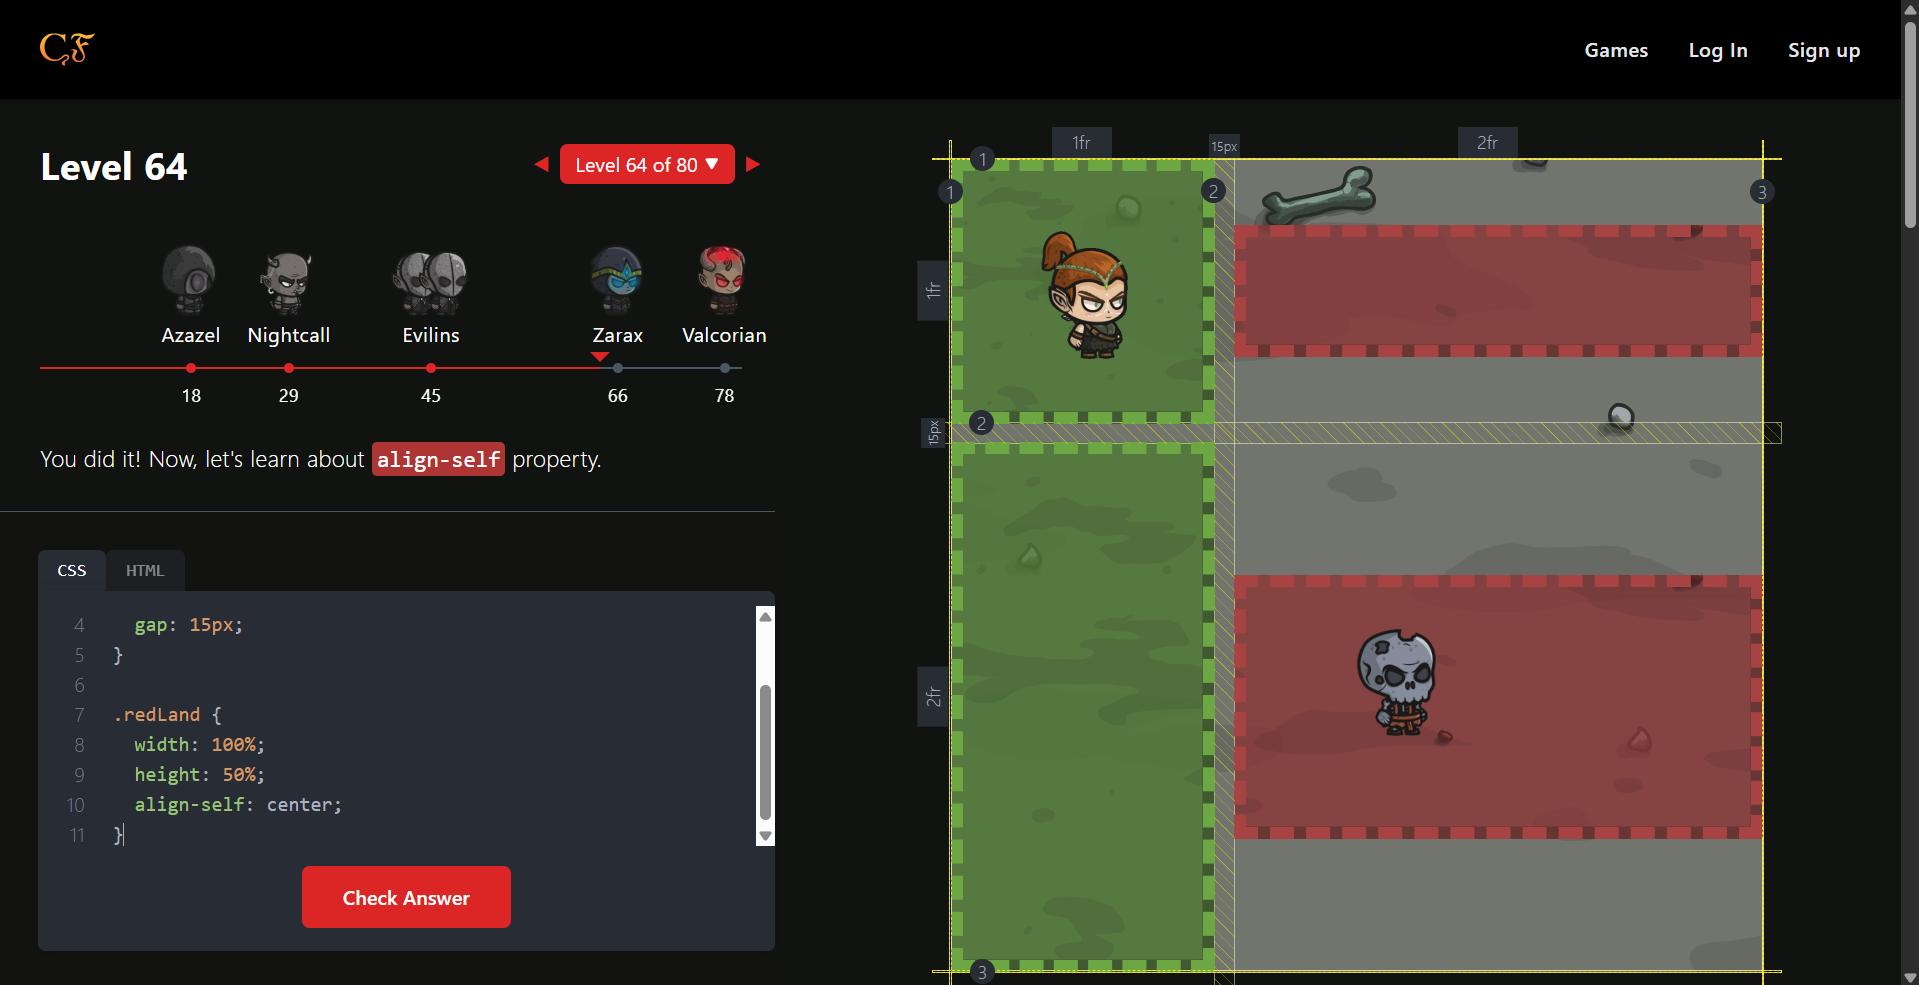 CF
Games Log In Sign up
Level 64
Level 64 of 80 ▼
Azazel Nightcall Evilins Zarax Valcorian
18 29 45 66 78
You did it! Now, let's learn about align-self property.
CSS HTML
4 gap: 15px;
5 }
6
7 .redLand {
8 width: 100%;
9 height: 50%;
10 align-self: center;
11 }
Check Answer
1fr 15px 2fr
1
1 2 3
1fr
15px 2
2fr
3